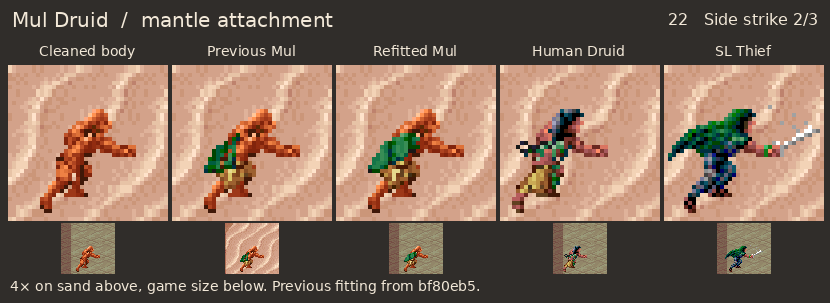 Mul Druid / mantle attachment
22 Side strike 2/3
Cleaned body
Previous Mul
Refitted Mul
Human Druid
SL Thief
4× on sand above, game size below. Previous fitting from bf80eb5.